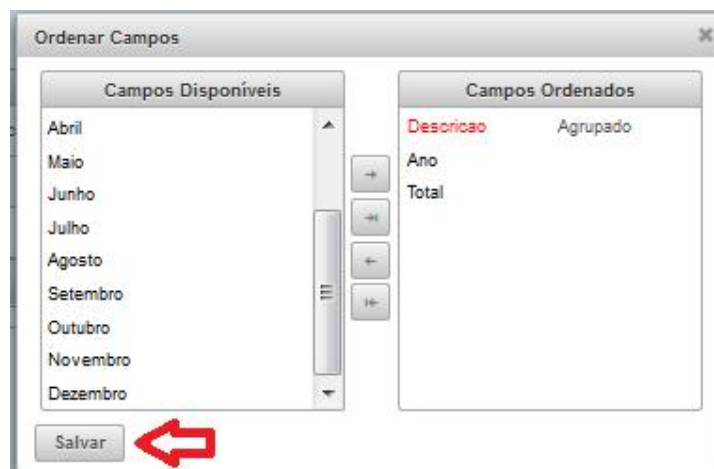 Ordenar Campos
Campos Disponíveis
Abril
Maio
Junho
Julho
Agosto
Setembro
Outubro
Novembro
Dezembro
Campos Ordenados
Descricao Agrupado
Ano
Total
Salvar